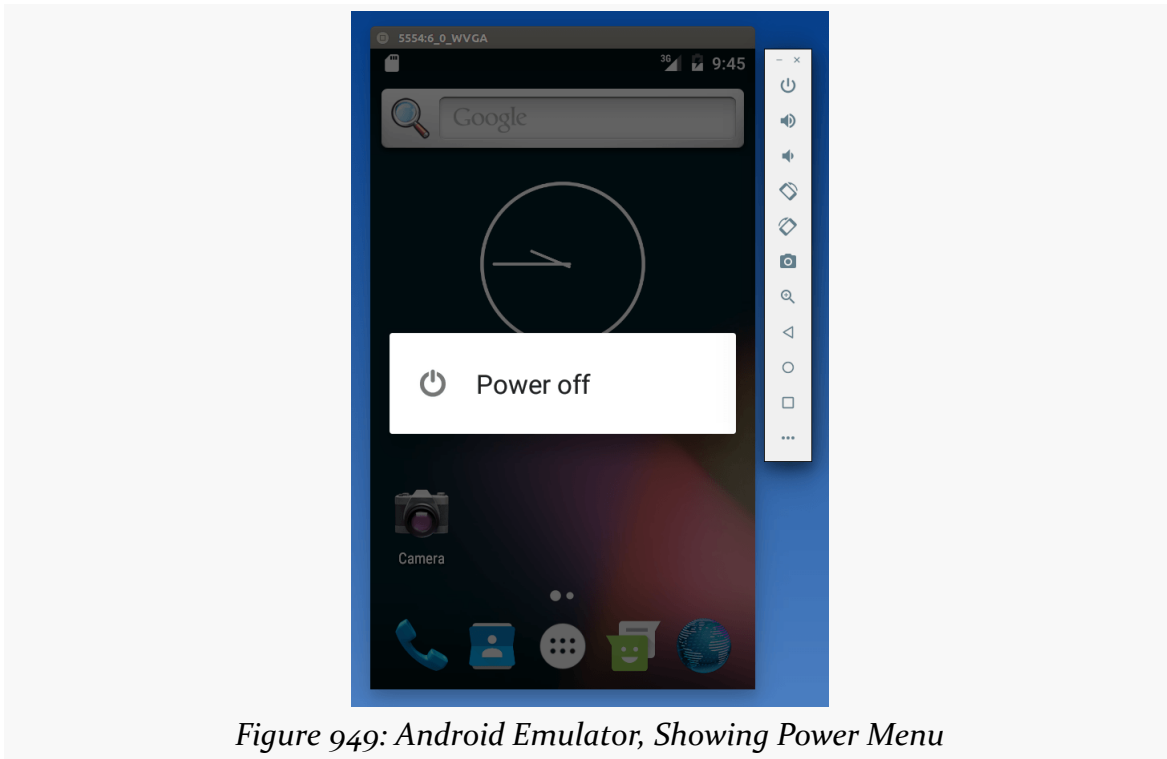 5554:6_0_WVGA
3G 9:45
Google
Power off
Camera
Figure 949: Android Emulator, Showing Power Menu